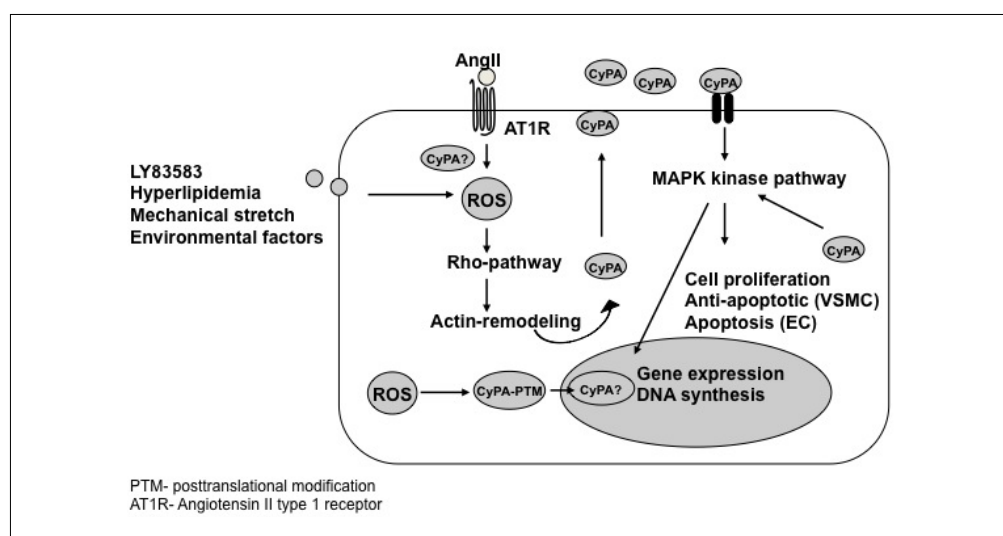 AngII
CyPA
CyPA
CyPA
CyPA
AT1R
CyPA?
LY83583
Hyperlipidemia
Mechanical stretch
Environmental factors
ROS
MAPK kinase pathway
Rho-pathway
CyPA
CyPA
Cell proliferation
Anti-apoptotic (VSMC)
Apoptosis (EC)
Actin-remodeling
Gene expression
DNA synthesis
ROS
CyPA-PTM
CyPA?
PTM- posttranslational modification
AT1R- Angiotensin II type 1 receptor